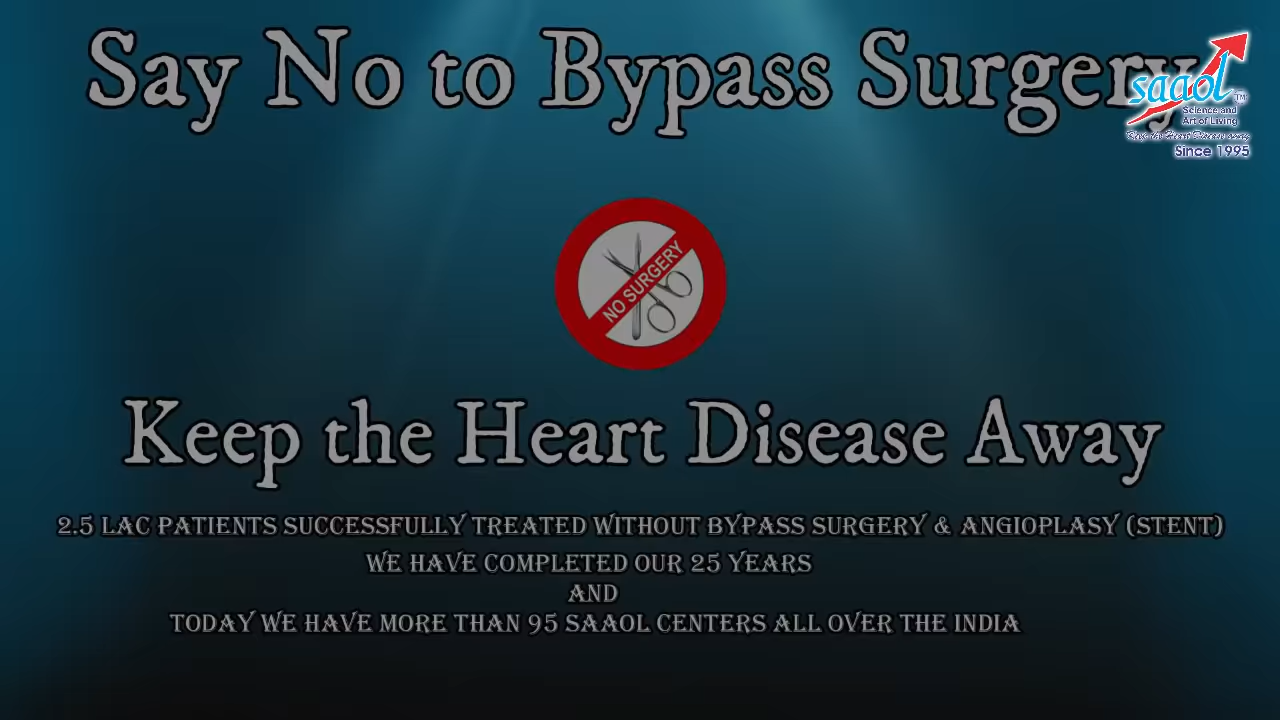 Say No to Bypass Surgery
saaol TM
Science and
Art of Living
Since 1995
NO SURGERY
Keep the Heart Disease Away
2.5 LAC PATIENTS SUCCESSFULLY TREATED WITHOUT BYPASS SURGERY & ANGIOPLASY (STENT)
WE HAVE COMPLETED OUR 25 YEARS
AND
TODAY WE HAVE MORE THAN 95 SAAOL CENTERS ALL OVER THE INDIA